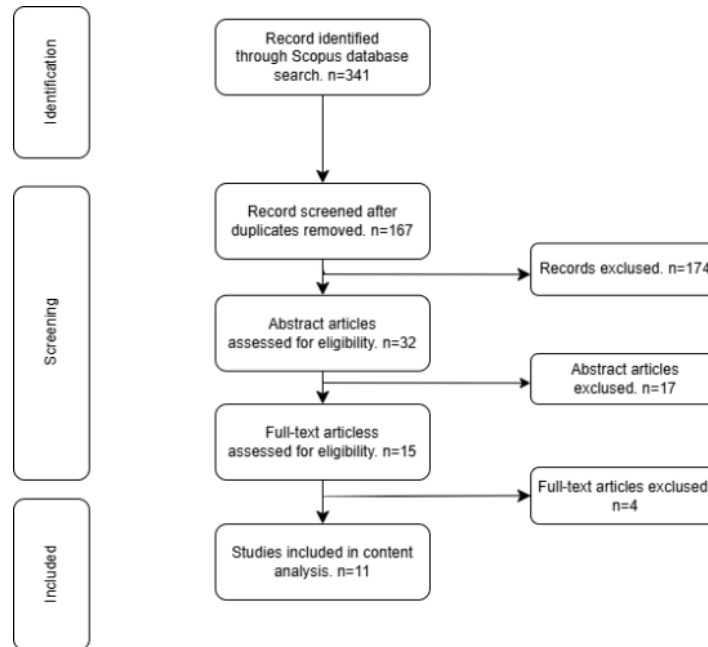 Identification
Record identified
through Scopus database
search. n=341
Screening
Record screened after
duplicates removed. n=167
Records exclused. n=174
Abstract articles
assessed for eligibility. n=32
Abstract articles
exclused. n=17
Full-text articless
assessed for eligibility. n=15
Full-text articles exclused.
n=4
Included
Studies included in content
analysis. n=11